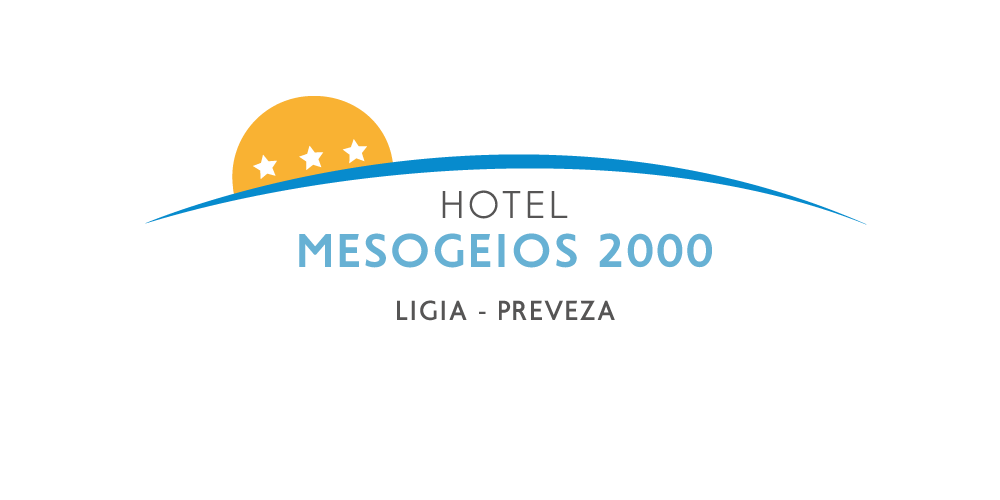 HOTEL
MESOGEIOS 2000
LIGIA - PREVEZA